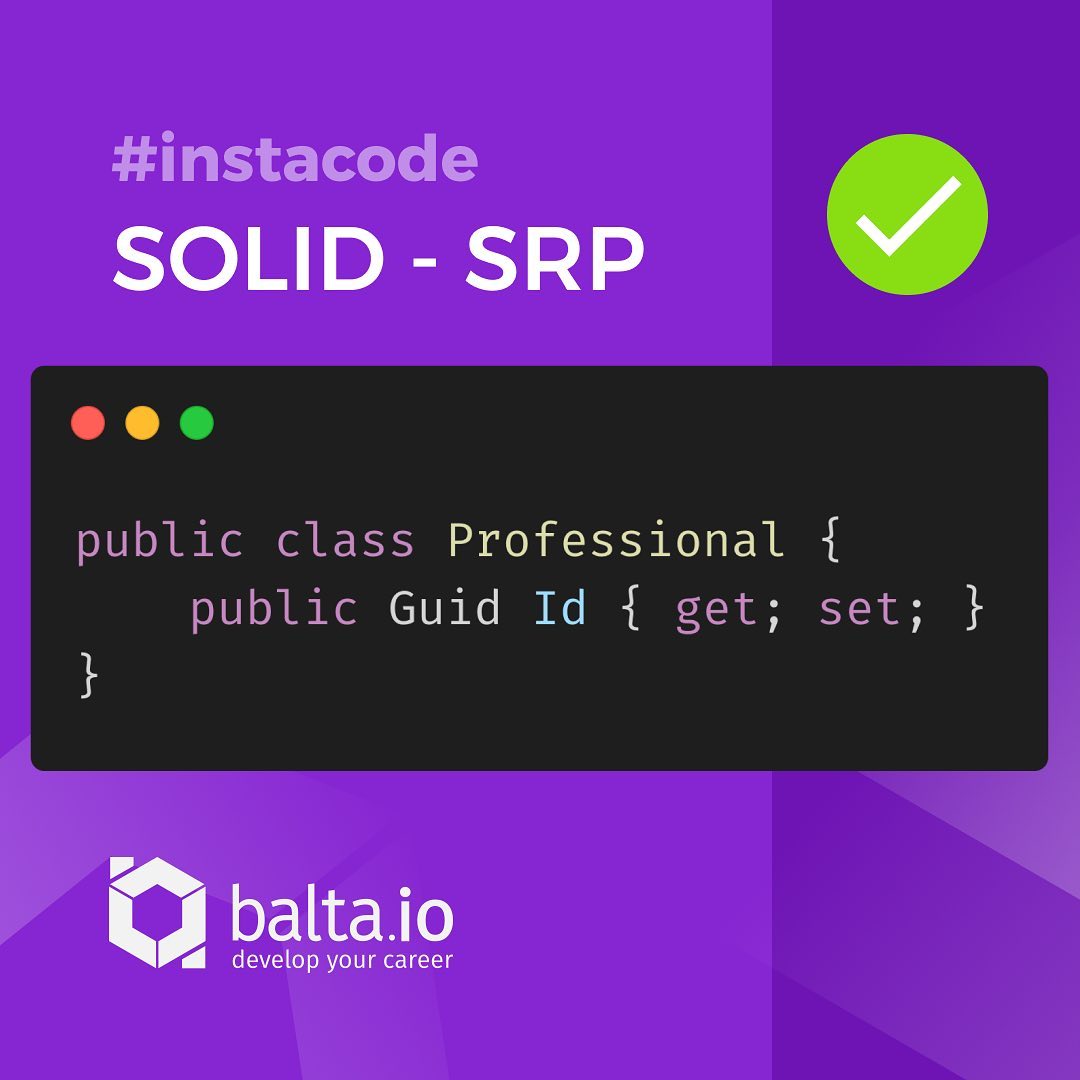 #instacode
SOLID - SRP
public class Professional {
    public Guid Id { get; set; }
}
balta.io
develop your career